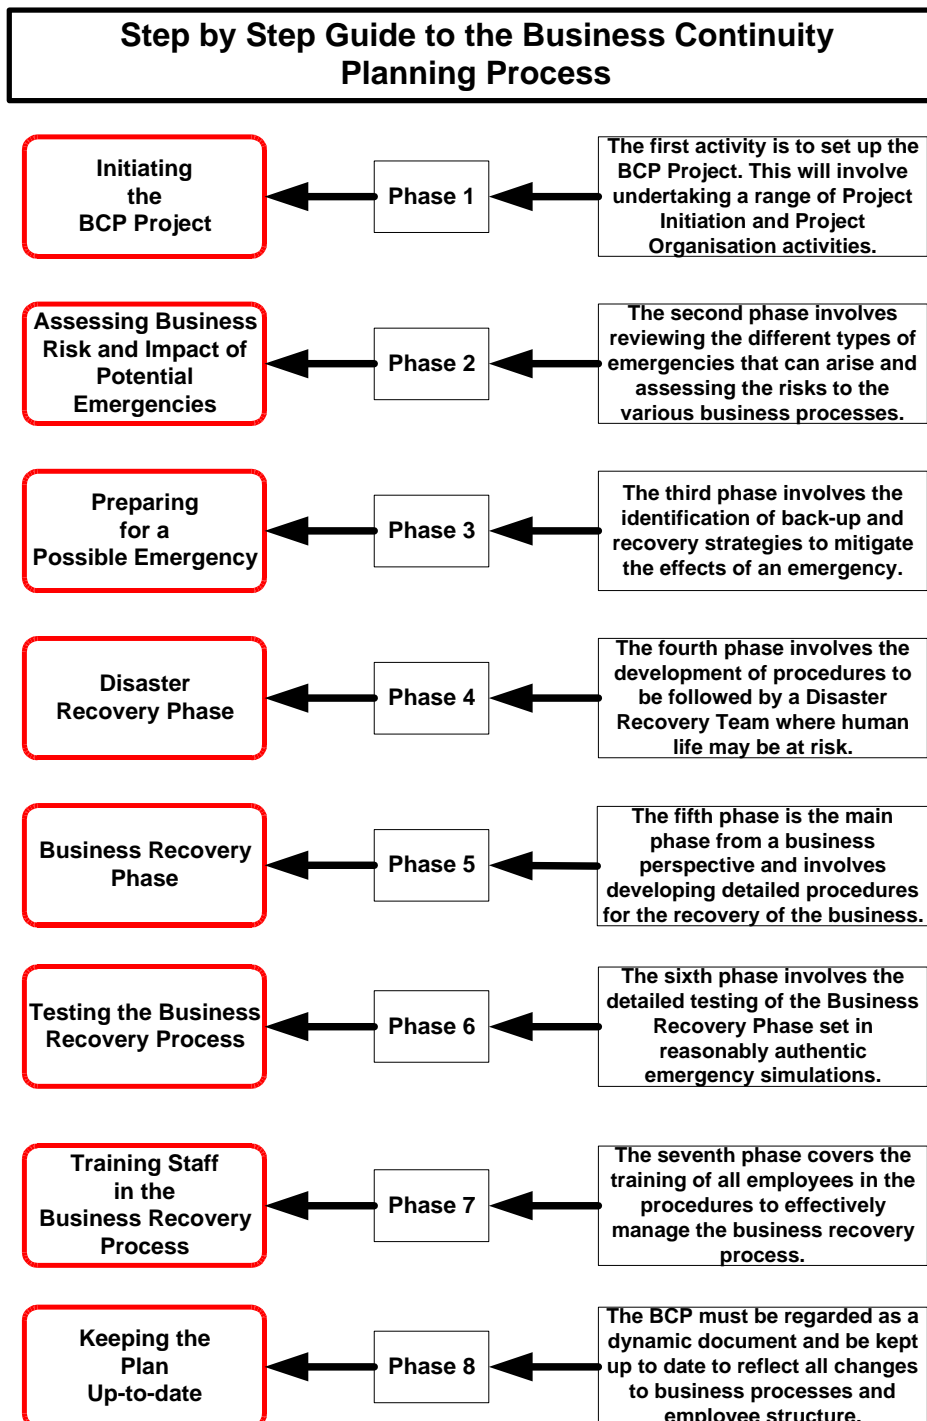 Step by Step Guide to the Business Continuity
Planning Process
Initiating
the
BCP Project
Phase 1
The first activity is to set up the
BCP Project. This will involve
undertaking a range of Project
Initiation and Project
Organisation activities.
Assessing Business
Risk and Impact of
Potential
Emergencies
Phase 2
The second phase involves
reviewing the different types of
emergencies that can arise and
assessing the risks to the
various business processes.
Preparing
for a
Possible Emergency
Phase 3
The third phase involves the
identification of back-up and
recovery strategies to mitigate
the effects of an emergency.
Disaster
Recovery Phase
Phase 4
The fourth phase involves the
development of procedures to
be followed by a Disaster
Recovery Team where human
life may be at risk.
Business Recovery
Phase
Phase 5
The fifth phase is the main
phase from a business
perspective and involves
developing detailed procedures
for the recovery of the business.
Testing the Business
Recovery Process
Phase 6
The sixth phase involves the
detailed testing of the Business
Recovery Phase set in
reasonably authentic
emergency simulations.
Training Staff
in the
Business Recovery
Process
Phase 7
The seventh phase covers the
training of all employees in the
procedures to effectively
manage the business recovery
process.
Keeping the
Plan
Up-to-date
Phase 8
The BCP must be regarded as a
dynamic document and be kept
up to date to reflect all changes
to business processes and
employee structure.